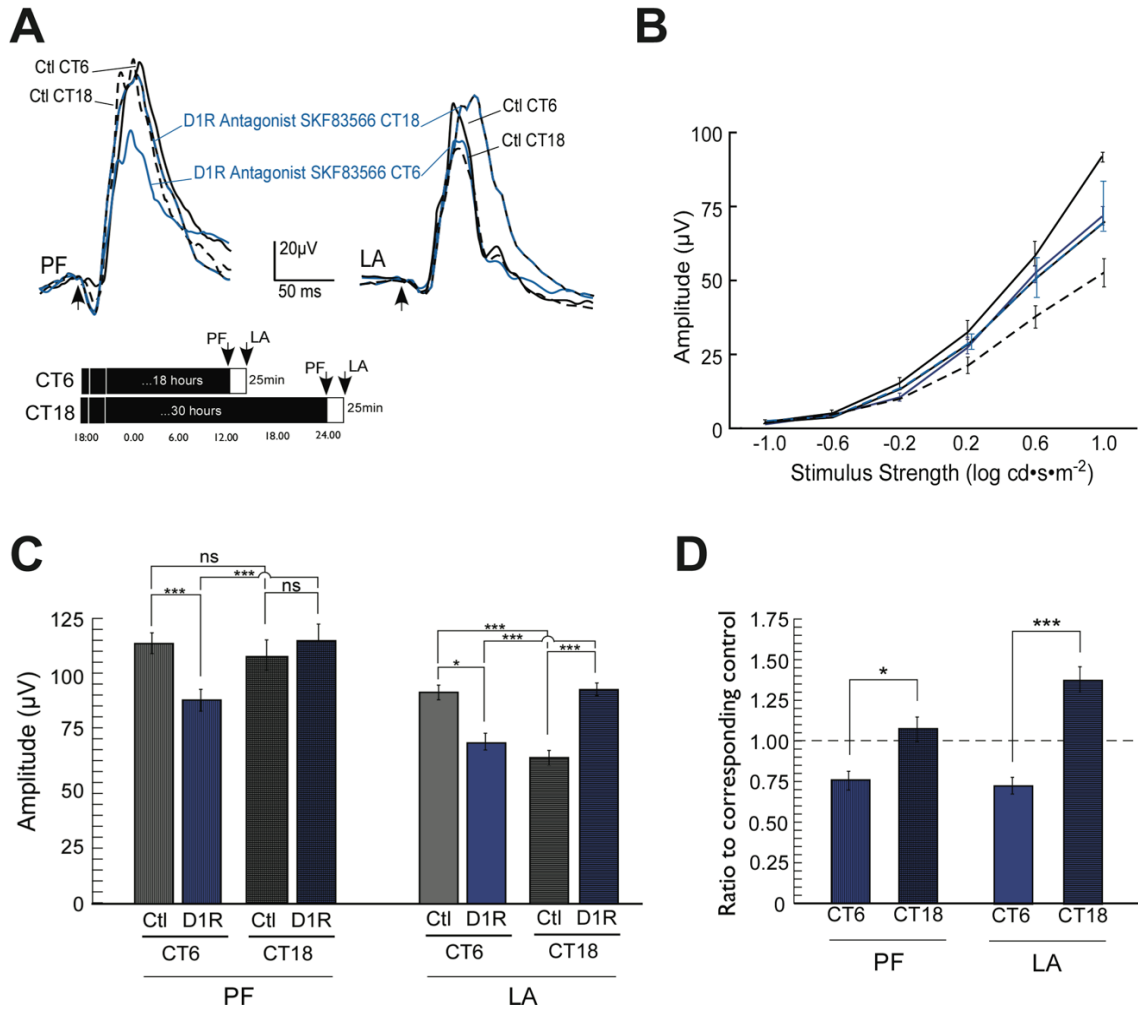 A
Ctl CT6
Ctl CT18
D1R Antagonist SKF83566 CT18
D1R Antagonist SKF83566 CT6
Ctl CT6
Ctl CT18
PF
20µV
50 ms
LA
PF
LA
CT6
...18 hours
25min
PF
LA
CT18
...30 hours
25min
18:00 0.00 6.00 12.00 18.00 24.00
B
Amplitude (µV)
100
75
50
25
0
-1.0 -0.6 -0.2 0.2 0.6 1.0
Stimulus Strength (log cd•s•m-2)
C
Amplitude (µV)
125
100
75
50
25
0
ns
*** ***
ns
***
***
* ***
Ctl D1R Ctl D1R Ctl D1R Ctl D1R
CT6 CT18 CT6 CT18
PF LA
D
Ratio to corresponding control
1.75
1.50
1.25
1.00
0.75
0.50
0.25
0
*
***
CT6 CT18 CT6 CT18
PF LA